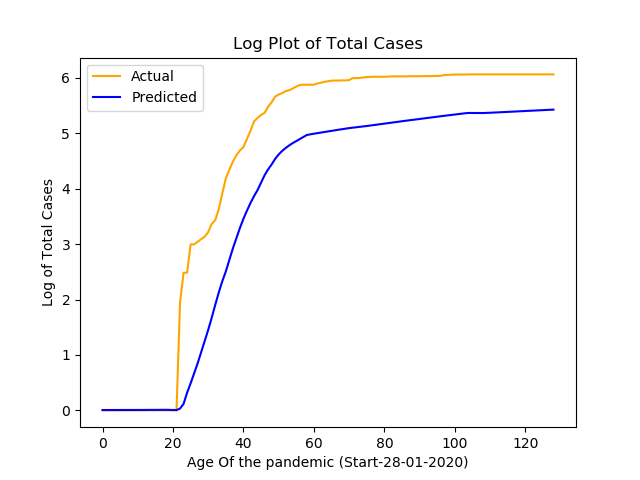 Log Plot of Total Cases
Actual
Predicted
Log of Total Cases
6
5
4
3
2
1
0
0 20 40 60 80 100 120
Age Of the pandemic (Start-28-01-2020)